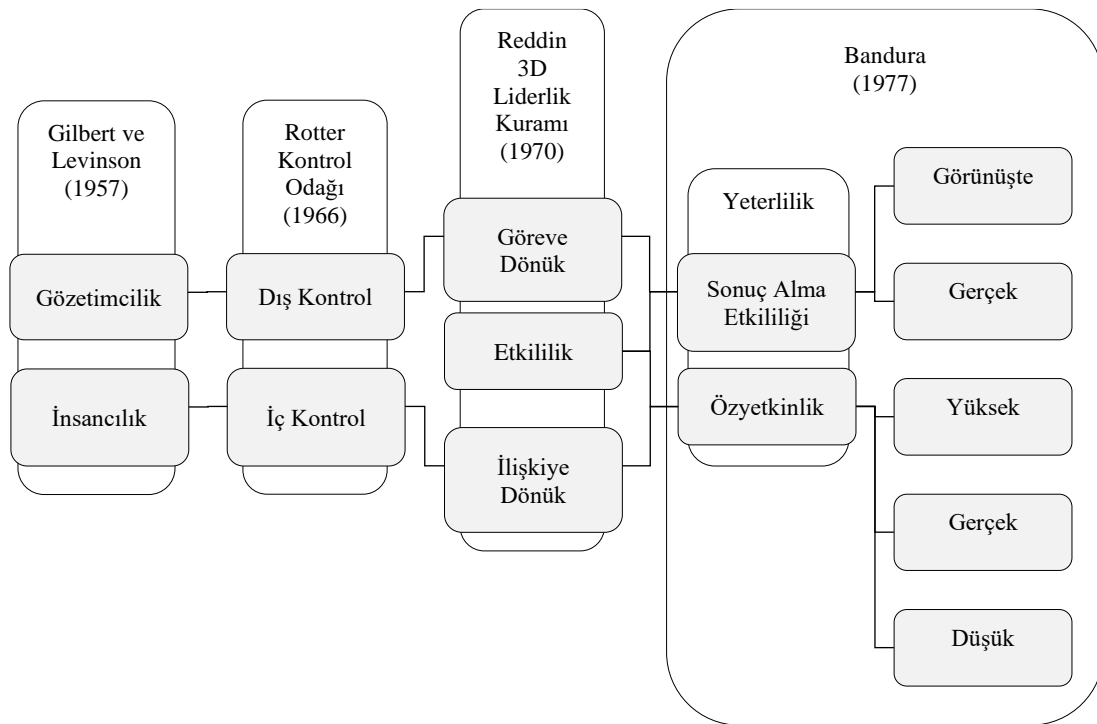 Gilbert ve
Levinson
(1957)
Gözetimcilik
İnsancılık
Rotter
Kontrol
Odağı
(1966)
Dış Kontrol
İç Kontrol
Reddin
3D
Liderlik
Kuramı
(1970)
Göreve
Dönük
Etkililik
İlişkiye
Dönük
Bandura
(1977)
Yeterlilik
Sonuç Alma
Etkililiği
Özyetkinlik
Görünüşte
Gerçek
Yüksek
Gerçek
Düşük